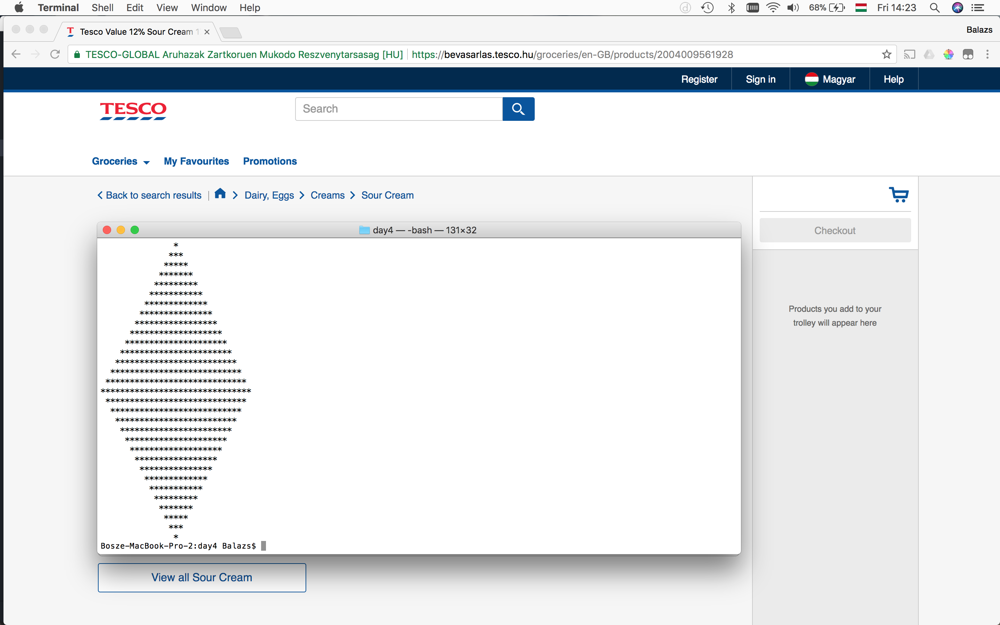 Terminal Shell Edit View Window Help 68% Fri 14:23
Tesco Value 12% Sour Cream 1 Balazs
TESCO-GLOBAL Aruhazak Zartkoruen Mukodo Reszvenytarsasag [HU] https://bevasarlas.tesco.hu/groceries/en-GB/products/2004009561928
Register Sign in Magyar Help
TESCO Search
Groceries My Favourites Promotions
Back to search results | > Dairy, Eggs > Creams > Sour Cream
day4 — -bash — 131×32
Checkout
*
***
*****
*******
*********
***********
*************
***************
*****************
*******************
*********************
***********************
*************************
***************************
*****************************
*******************************
*****************************
***************************
*************************
***********************
*********************
*******************
*****************
***************
*************
***********
*********
*******
*****
***
*
Bosze-MacBook-Pro-2:day4 Balazs$
Products you add to your
trolley will appear here
View all Sour Cream